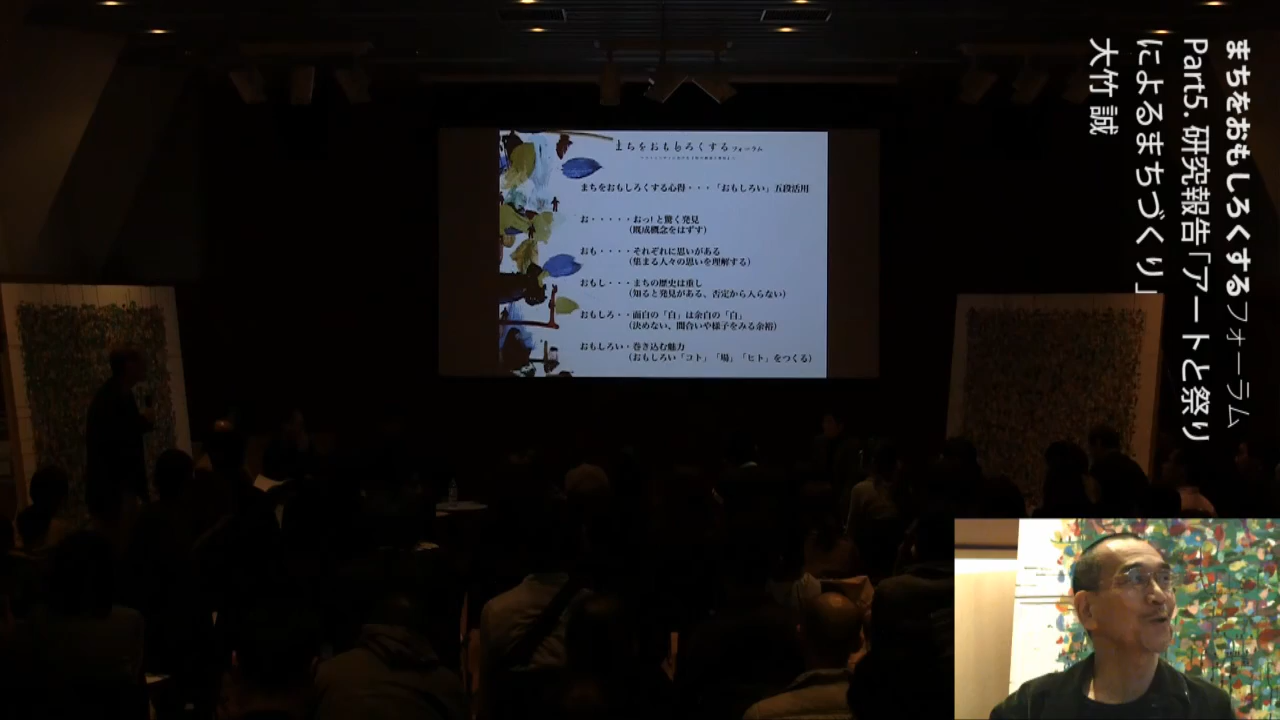 まちをおもしろくするフォーラム
Part5. 研究報告「アートと祭り
によるまちづくり」
大竹 誠
まちをおもしろくするフォーラム
まちをおもしろくする心得・・・「おもしろい」五段活用
お・・・・・おっ!と驚く発見
(既成概念をはずす)
おも・・・・それぞれに思いがある
(集まる人々の思いを理解する)
おもし・・・まちの歴史は重し
(知ると発見がある、否定から入らない)
おもしろ・・面白の「白」は余白の「白」
(決めない、間合いや様子をみる余裕)
おもしろい・巻き込む魅力
(おもしろい「コト」「場」「ヒト」をつくる)